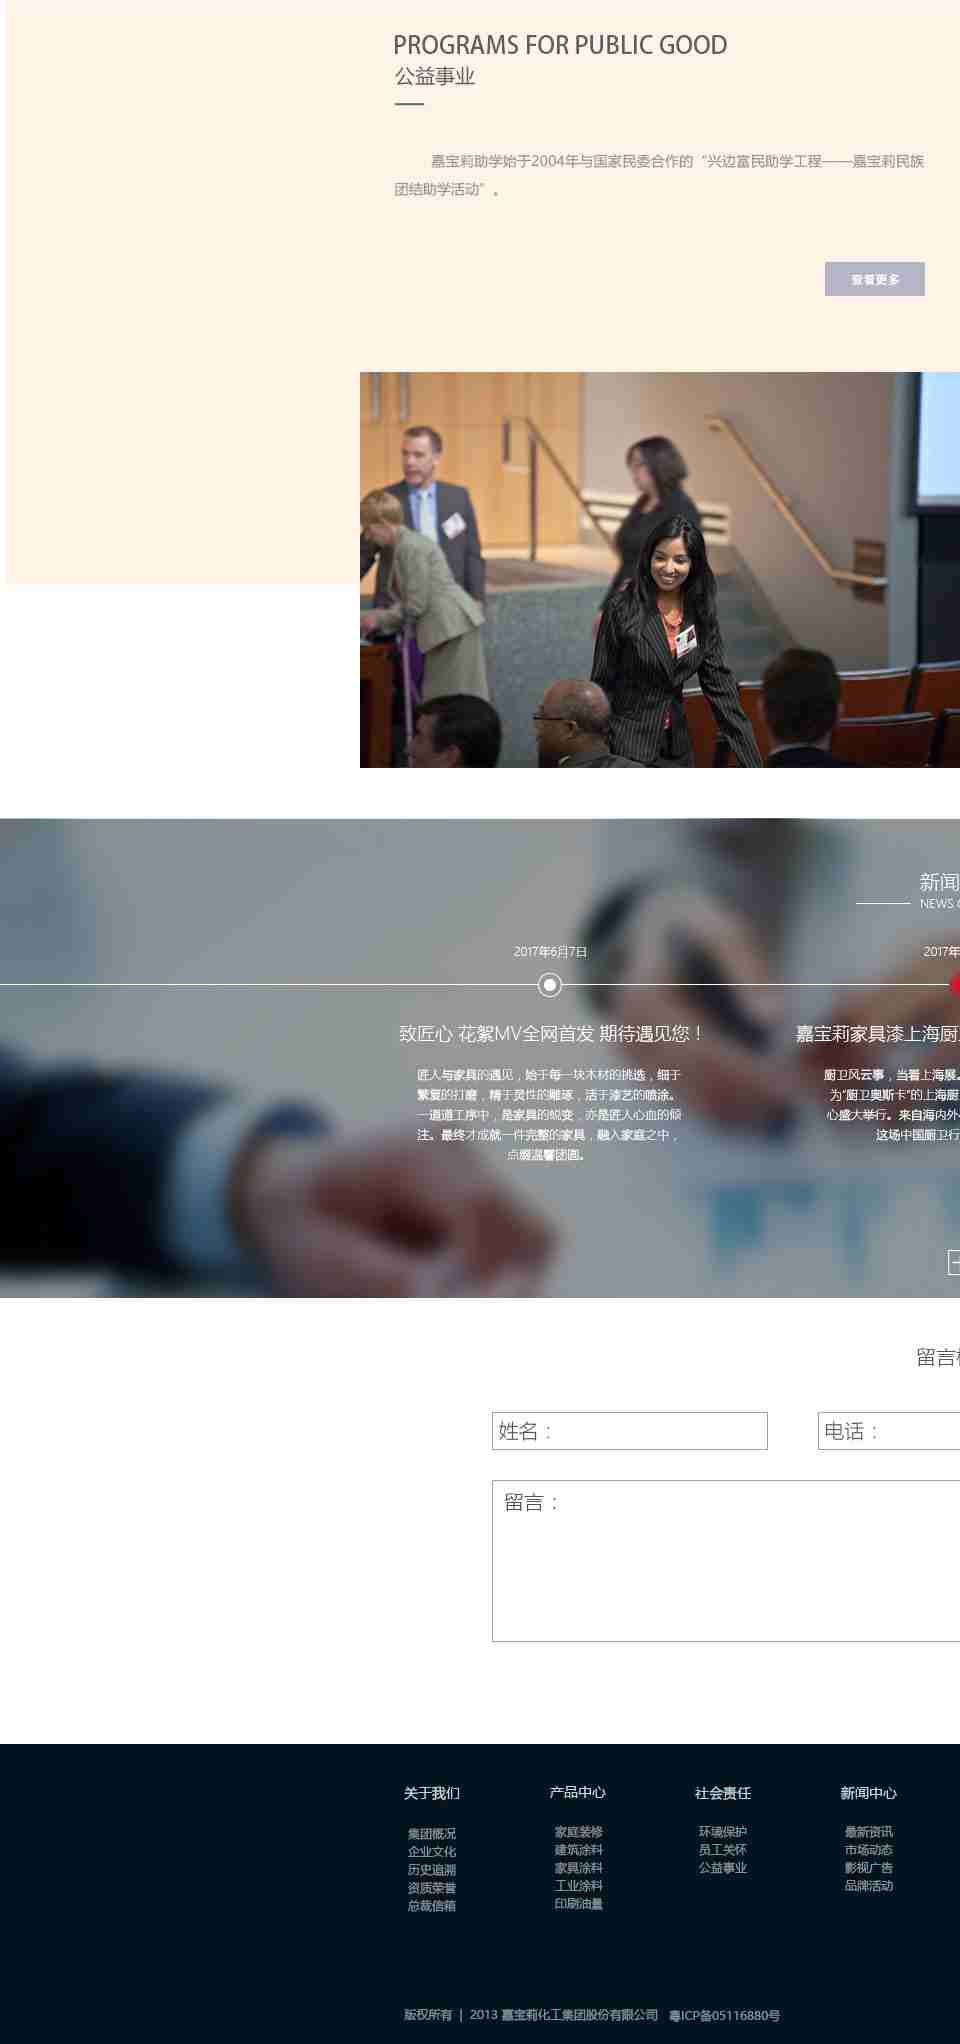 PROGRAMS FOR PUBLIC GOOD
公益事业
嘉宝莉助学始于2004年与国家民委合作的“兴边富民助学工程——嘉宝莉民族
团结助学活动”。
查看更多
新闻
NEWS
2017年6月7日
2017年
致匠心 花絮MV全网首发 期待遇见您！
嘉宝莉家具漆上海厨
匠人与家具的遇见，始于每一块木材的挑选，细于
繁复的打磨，精于灵性的雕琢，活于漆艺的喷涂。
一道道工序中，是家具的蜕变，亦是匠人心血的倾
注。最终才成就一件完整的家具，融入家庭之中，
点缀温馨团圆。
厨卫风云事，当看上海展。
为“厨卫奥斯卡”的上海厨
心盛大举行。来自海内外
这场中国厨卫行
留言
姓名：
电话：
留言：
关于我们
集团概况
企业文化
历史追溯
资质荣誉
总裁信箱
产品中心
家庭装修
建筑涂料
家具涂料
工业涂料
印刷油量
社会责任
环境保护
员工关怀
公益事业
新闻中心
最新资讯
市场动态
影视广告
品牌活动
版权所有 | 2013 嘉宝莉化工集团股份有限公司 粤ICP备05116880号